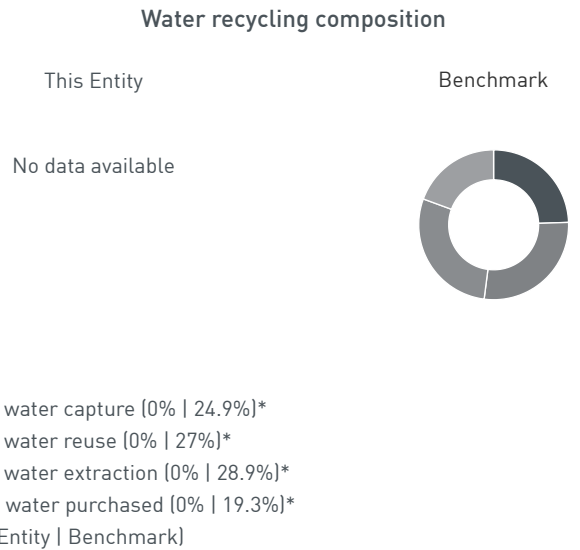 Water recycling composition
This Entity
Benchmark
No data available
water capture (0% | 24.9%)*
water reuse (0% | 27%)*
water extraction (0% | 28.9%)*
water purchased (0% | 19.3%)*
Entity | Benchmark)